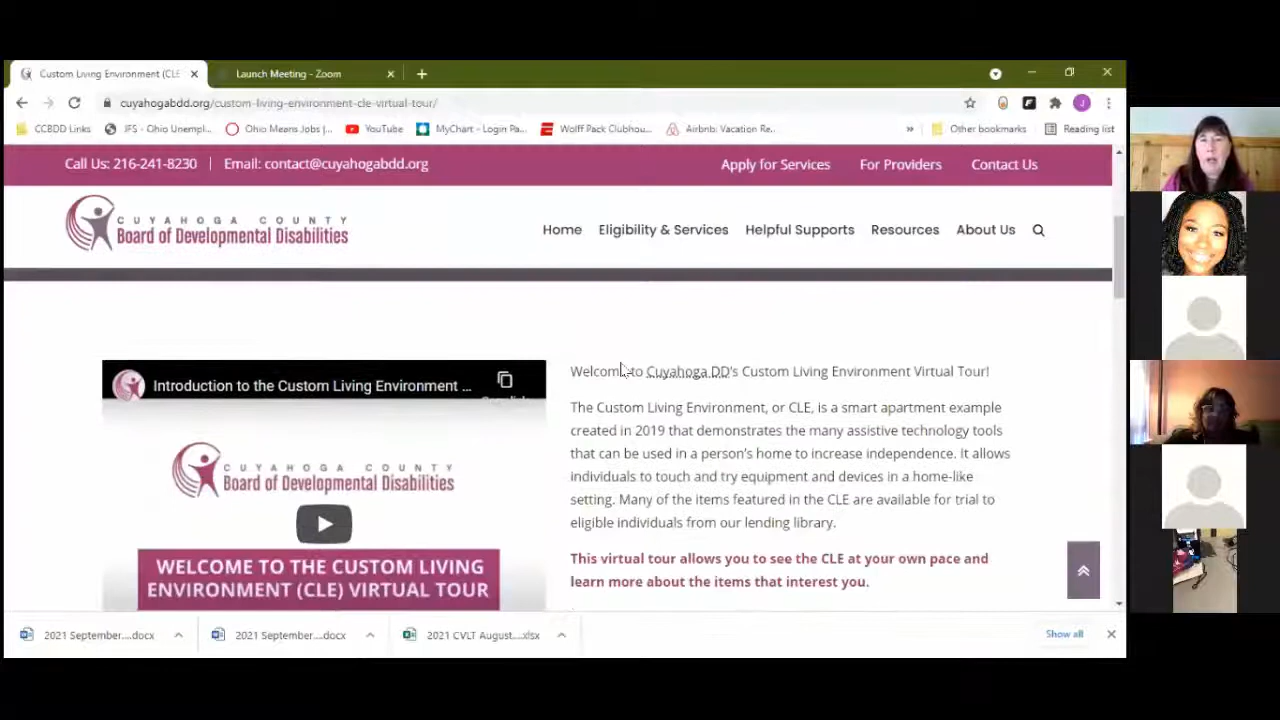 Custom Living Environment (CLE
Launch Meeting - Zoom
cuyahogabdd.org/custom-living-environment-cle-virtual-tour/
CCBDD Links
JFS - Ohio Unempl...
Ohio Means Jobs |...
YouTube
MyChart - Login Pa...
Wolff Pack Clubhou...
Airbnb: Vacation Re...
Other bookmarks
Reading list
Call Us: 216-241-8230 | Email: contact@cuyahogabdd.org
Apply for Services
For Providers
Contact Us
CUYAHOGA COUNTY
Board of Developmental Disabilities
Home
Eligibility & Services
Helpful Supports
Resources
About Us
Introduction to the Custom Living Environment ...
CUYAHOGA COUNTY
Board of Developmental Disabilities
WELCOME TO THE CUSTOM LIVING
ENVIRONMENT (CLE) VIRTUAL TOUR
Welcome to Cuyahoga DD's Custom Living Environment Virtual Tour!
The Custom Living Environment, or CLE, is a smart apartment example
created in 2019 that demonstrates the many assistive technology tools
that can be used in a person's home to increase independence. It allows
individuals to touch and try equipment and devices in a home-like
setting. Many of the items featured in the CLE are available for trial to
eligible individuals from our lending library.
This virtual tour allows you to see the CLE at your own pace and
learn more about the items that interest you.
2021 September....docx
2021 September....docx
2021 CVLT August....xlsx
Show all